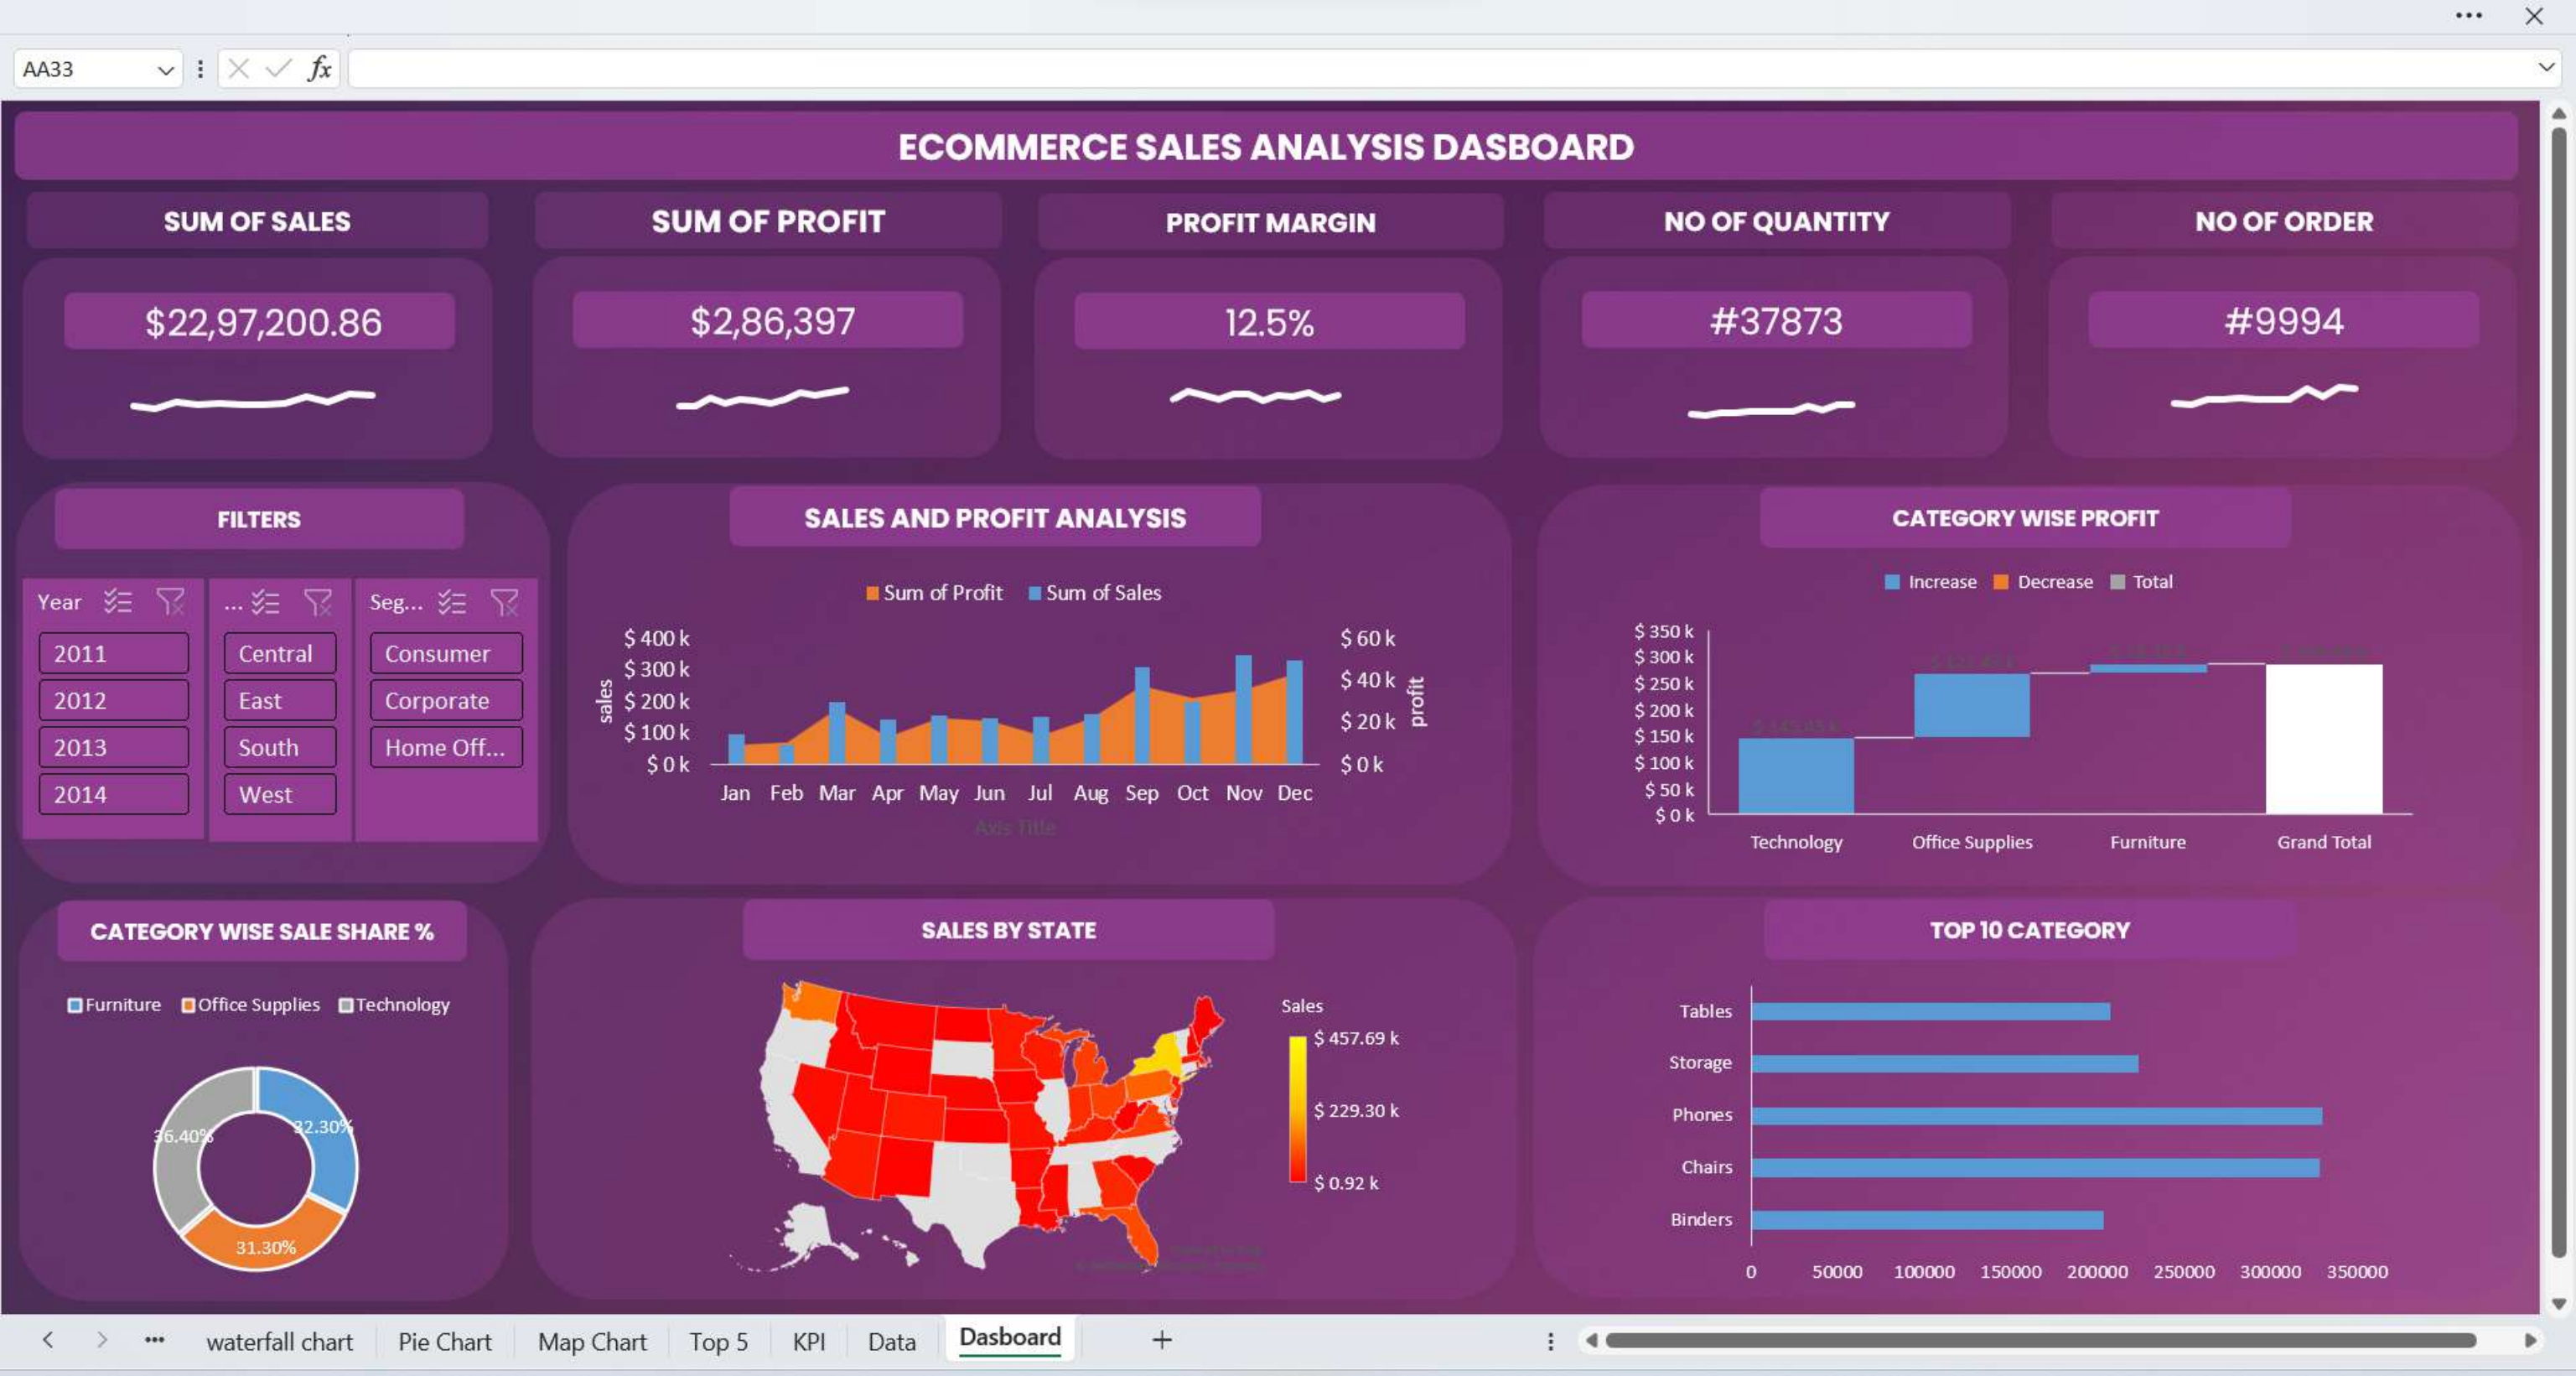 AA33
fx
ECOMMERCE SALES ANALYSIS DASBOARD
SUM OF SALES
$22,97,200.86
SUM OF PROFIT
$2,86,397
PROFIT MARGIN
12.5%
NO OF QUANTITY
#37873
NO OF ORDER
#9994
FILTERS
Year
2011
2012
2013
2014
...
Central
East
South
West
Seg...
Consumer
Corporate
Home Off...
SALES AND PROFIT ANALYSIS
Sum of Profit Sum of Sales
sales
$ 400 k
$ 300 k
$ 200 k
$ 100 k
$ 0 k
$ 60 k
$ 40 k
$ 20 k
$ 0 k
profit
Jan Feb Mar Apr May Jun Jul Aug Sep Oct Nov Dec
Axis Title
CATEGORY WISE PROFIT
Increase Decrease Total
$ 350 k
$ 300 k
$ 250 k
$ 200 k
$ 150 k
$ 100 k
$ 50 k
$ 0 k
Technology Office Supplies Furniture Grand Total
CATEGORY WISE SALE SHARE %
Furniture Office Supplies Technology
36.40%
32.30%
31.30%
SALES BY STATE
Sales
$ 457.69 k
$ 229.30 k
$ 0.92 k
TOP 10 CATEGORY
Tables
Storage
Phones
Chairs
Binders
0 50000 100000 150000 200000 250000 300000 350000
waterfall chart Pie Chart Map Chart Top 5 KPI Data Dasboard